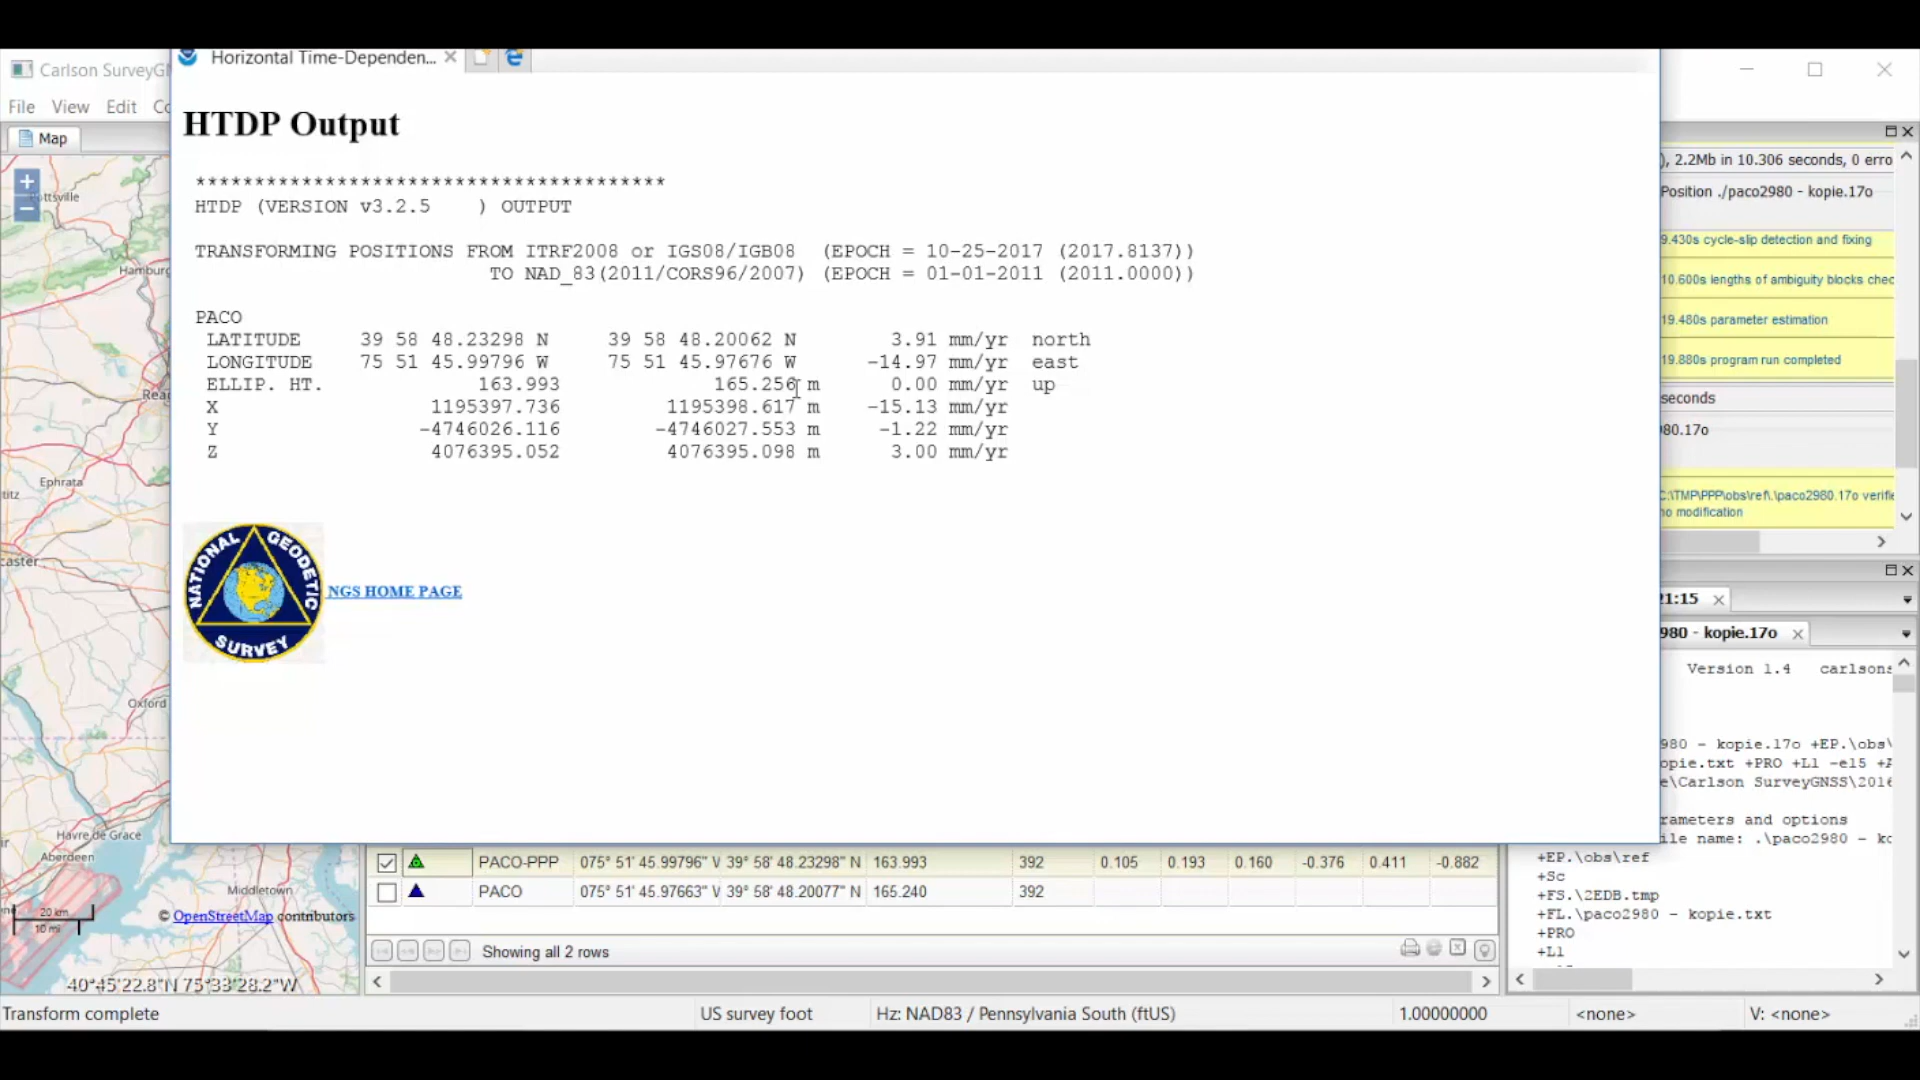 Horizontal Time-Dependen...
Carlson SurveyG
File View Edit
Map
HTDP Output
****************************************
HTDP (VERSION v3.2.5 ) OUTPUT
TRANSFORMING POSITIONS FROM ITRF2008 or IGS08/IGB08 (EPOCH = 10-25-2017 (2017.8137))
TO NAD_83(2011/CORS96/2007) (EPOCH = 01-01-2011 (2011.0000))
PACO
LATITUDE 39 58 48.23298 N 39 58 48.20062 N 3.91 mm/yr north
LONGITUDE 75 51 45.99796 W 75 51 45.97676 W -14.97 mm/yr east
ELLIP. HT. 163.993 165.256 m 0.00 mm/yr up
X 1195397.736 1195398.617 m -15.13 mm/yr
Y -4746026.116 -4746027.553 m -1.22 mm/yr
Z 4076395.052 4076395.098 m 3.00 mm/yr
NATIONAL GEODETIC SURVEY
NGS HOME PAGE
+
−
Pottsville
Hamburg
Ephrata
Oxford
Havre de Grace
Aberdeen
Middletown
20 km
10 mi
© OpenStreetMap contributors
40°45'22.8"N 75°33'28.2"W
), 2.2Mb in 10.306 seconds, 0 erro
Position ./paco2980 - kopie.17o
9.430s cycle-slip detection and fixing
10.600s lengths of ambiguity blocks chec
19.480s parameter estimation
19.880s program run completed
seconds
80.17o
C:\TMP\PPP\obs\ref\.\paco2980.17o verifie
no modification
21:15
980 - kopie.17o
Version 1.4 carlsons
980 - kopie.17o +EP.\obs\
opie.txt +PRO +L1 -e15 +A
e\Carlson SurveyGNSS\2016
rameters and options
ile name: .\paco2980 - ko
+EP.\obs\ref
+Sc
+FS.\2EDB.tmp
+FL.\paco2980 - kopie.txt
+PRO
+L1
PACO-PPP 075° 51' 45.99796" V 39° 58' 48.23298" N 163.993 392 0.105 0.193 0.160 -0.376 0.411 -0.882
PACO 075° 51' 45.97663" V 39° 58' 48.20077" N 165.240 392
Showing all 2 rows
Transform complete US survey foot Hz: NAD83 / Pennsylvania South (ftUS) 1.00000000 <none> V: <none>